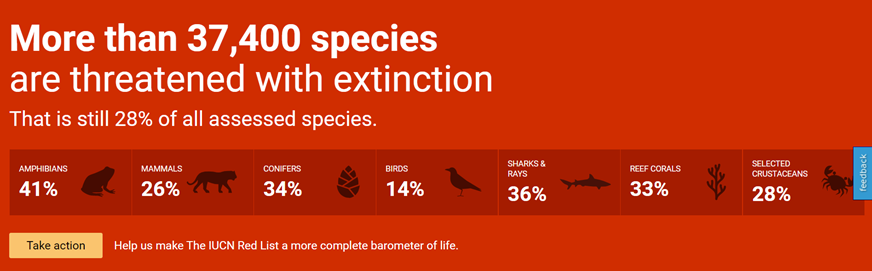 More than 37,400 species
are threatened with extinction
That is still 28% of all assessed species.
AMPHIBIANS
41%
MAMMALS
26%
CONIFERS
34%
BIRDS
14%
SHARKS &
RAYS
36%
REEF CORALS
33%
SELECTED
CRUSTACEANS
28%
feedback
Take action
Help us make The IUCN Red List a more complete barometer of life.